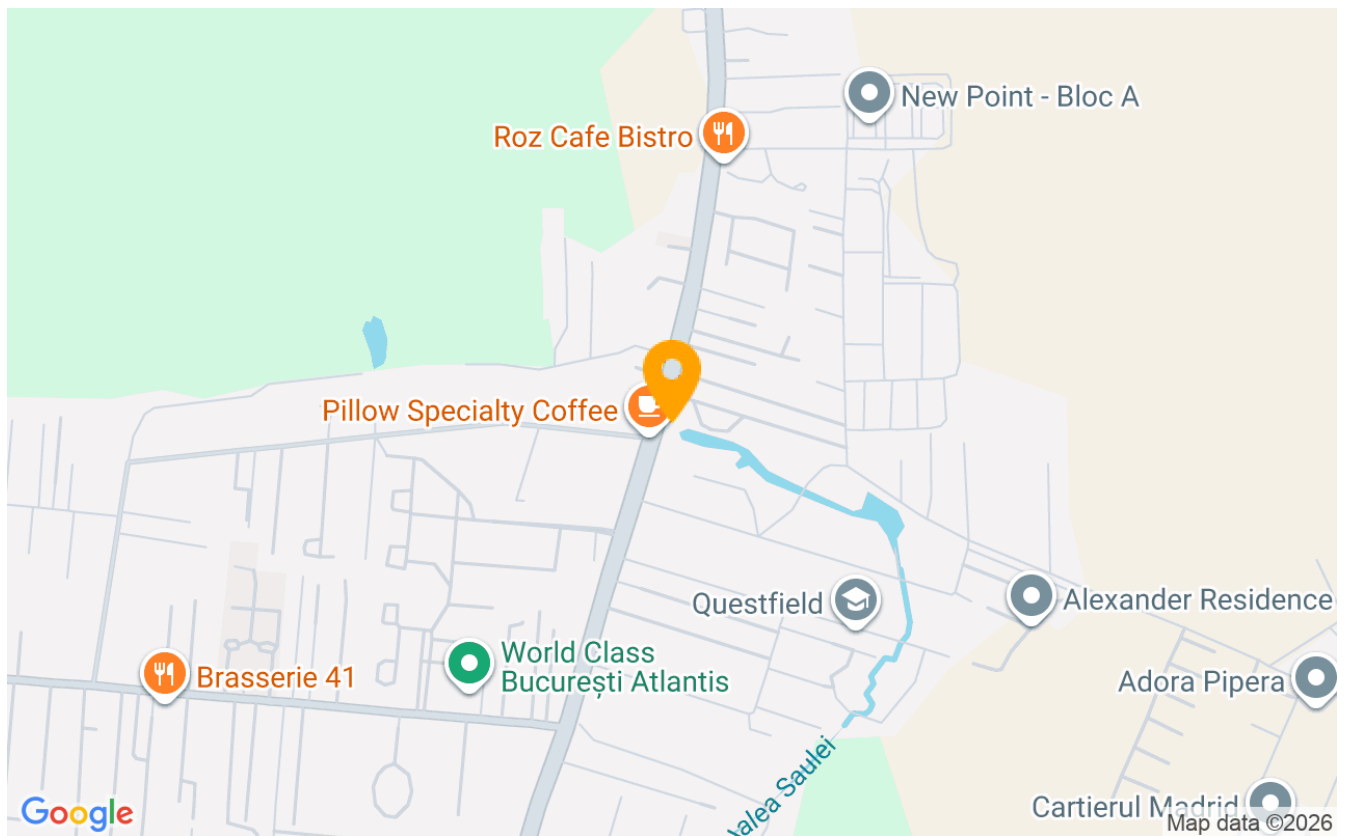 New Point - Bloc A
Roz Cafe Bistro
Pillow Specialty Coffee
Questfield
Alexander Residence
World Class
București Atlantis
Brasserie 41
Adora Pipera
alea Saulei
Cartierul Madrid
Google
Map data ©2026